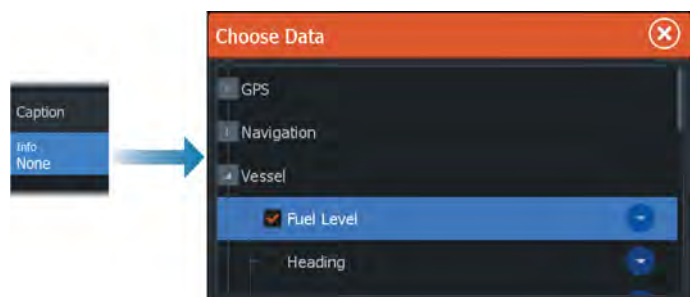 Caption
Info
None
Choose Data
GPS
Navigation
Vessel
Fuel Level
Heading